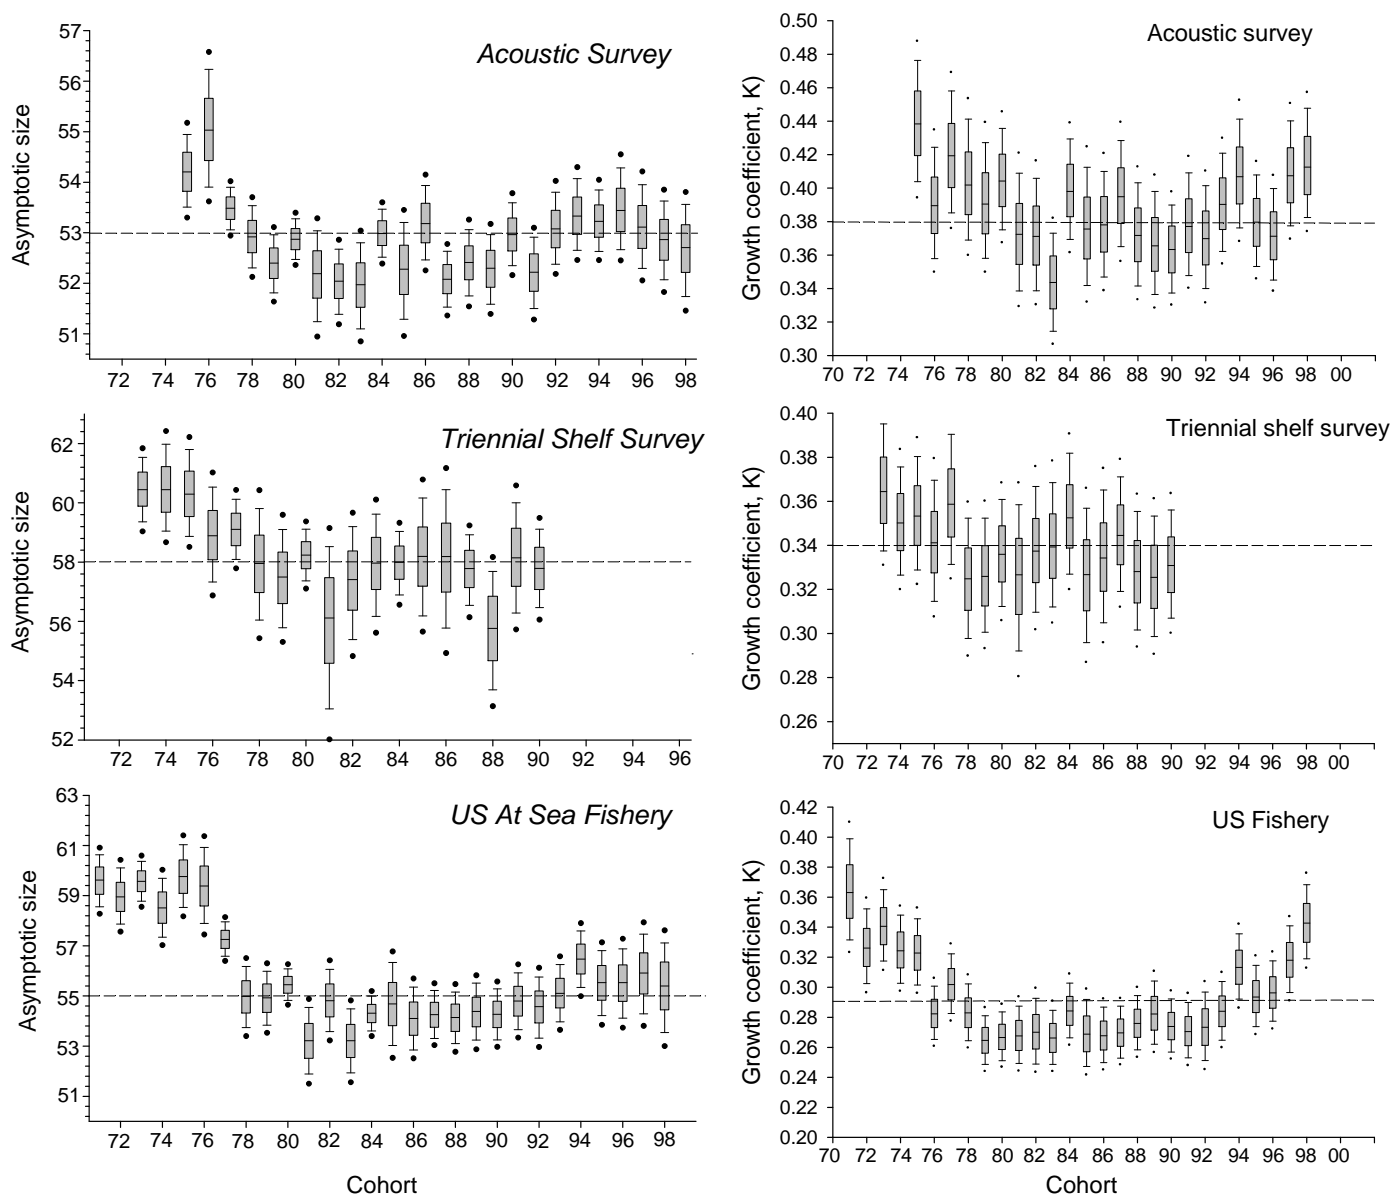 Acoustic Survey
Asymptotic size
57
56
55
54
53
52
51
72 74 76 78 80 82 84 86 88 90 92 94 96 98
Acoustic survey
Growth coefficient, K)
0.50
0.48
0.44
0.42
0.40
0.38
0.36
0.34
0.32
0.30
70 72 74 76 78 80 82 84 86 88 90 92 94 96 98 00
Triennial Shelf Survey
Asymptotic size
62
60
58
56
54
52
72 74 76 78 80 82 84 86 88 90 92 94 96
Triennial shelf survey
Growth coefficient, K)
0.40
0.38
0.36
0.34
0.32
0.30
0.28
0.26
70 72 74 76 78 80 82 84 86 88 90 92 94 96 98 00
US At Sea Fishery
Asymptotic size
63
61
59
57
55
53
51
72 74 76 78 80 82 84 86 88 90 92 94 96 98
Cohort
US Fishery
Growth coefficient, K)
0.42
0.40
0.38
0.36
0.34
0.32
0.30
0.28
0.26
0.24
0.22
0.20
70 72 74 76 78 80 82 84 86 88 90 92 94 96 98 00
Cohort